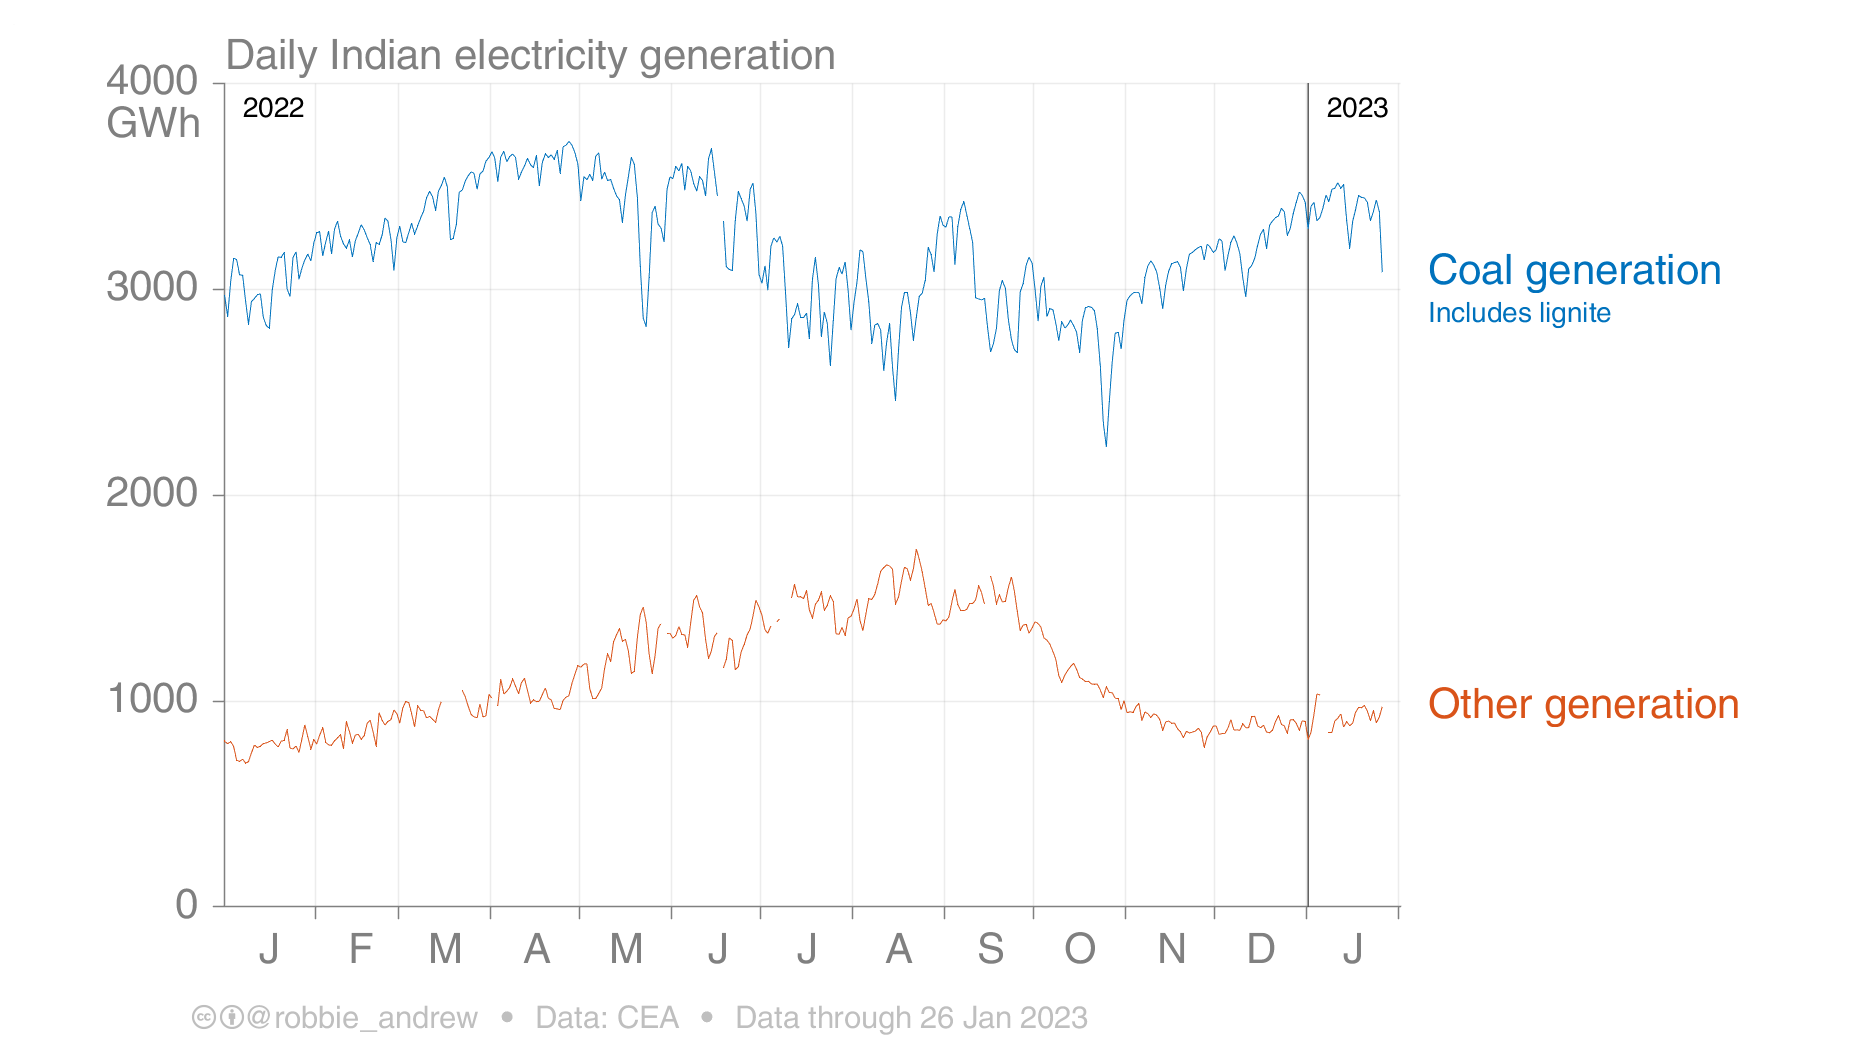 Daily Indian electricity generation
4000
GWh
2022
2023
3000
Coal generation
Includes lignite
2000
1000
Other generation
0
J F M A M J J A S O N D J
cc @robbie_andrew • Data: CEA • Data through 26 Jan 2023